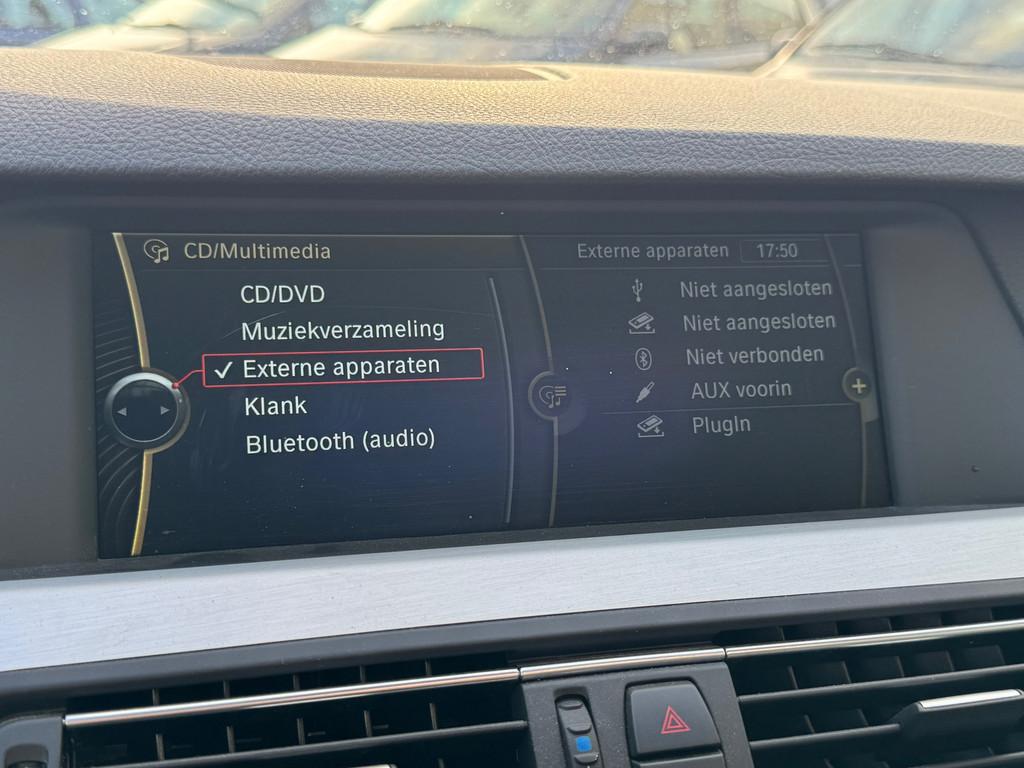 CD/Multimedia
CD/DVD
Muziekverzameling
Externe apparaten
Klank
Bluetooth (audio)
Externe apparaten 17:50
Niet aangesloten
Niet aangesloten
Niet verbonden
AUX voorin
PlugIn